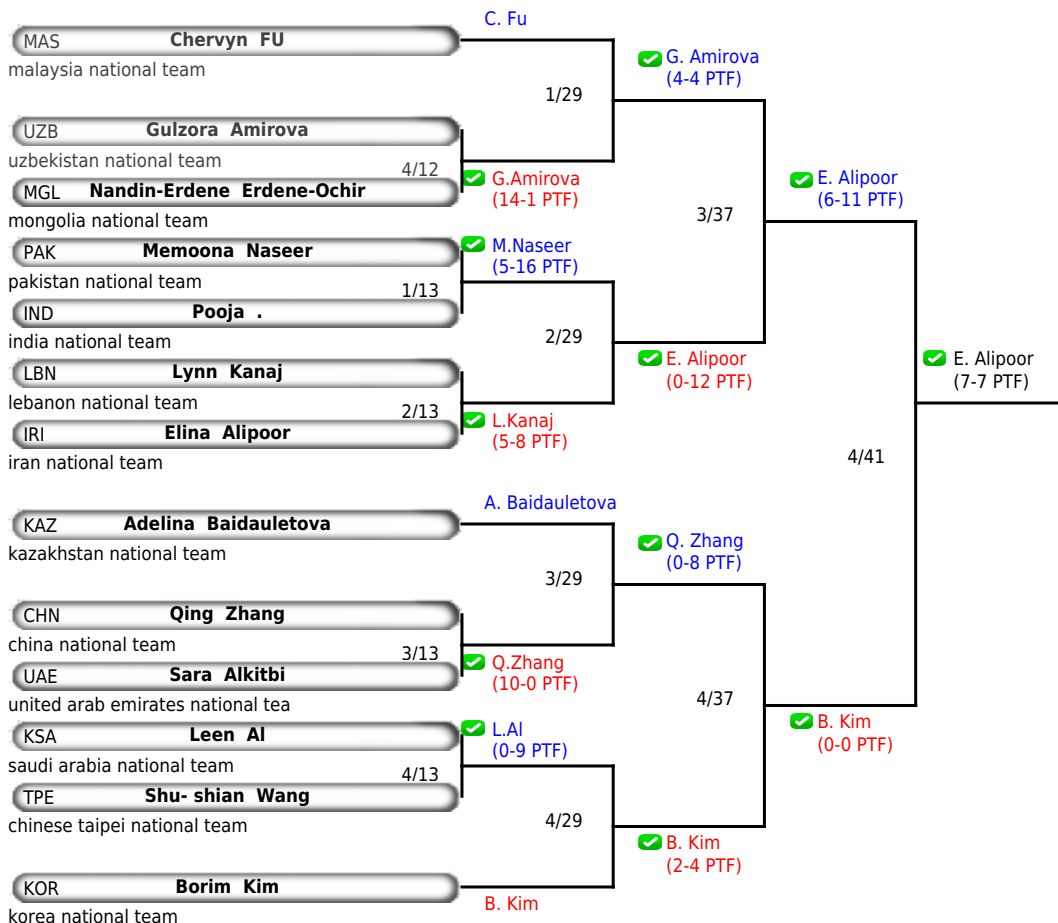 C. Fu
MAS Chervyn FU
malaysia national team
G. Amirova
(4-4 PTF)
1/29
UZB Gulzora Amirova
uzbekistan national team
4/12
G.Amirova
(14-1 PTF)
MGL Nandin-Erdene Erdene-Ochir
mongolia national team
E. Alipoor
(6-11 PTF)
3/37
PAK Memoona Naseer
pakistan national team
M.Naseer
(5-16 PTF)
1/13
IND Pooja .
india national team
2/29
E. Alipoor
(0-12 PTF)
E. Alipoor
(7-7 PTF)
LBN Lynn Kanaj
lebanon national team
2/13
L.Kanaj
(5-8 PTF)
IRI Elina Alipoor
iran national team
4/41
A. Baidauletova
KAZ Adelina Baidauletova
kazakhstan national team
Q. Zhang
(0-8 PTF)
3/29
CHN Qing Zhang
china national team
3/13
Q.Zhang
(10-0 PTF)
UAE Sara Alkitbi
united arab emirates national tea
4/37
B. Kim
(0-0 PTF)
KSA Leen Al
saudi arabia national team
L.Al
(0-9 PTF)
4/13
TPE Shu- shian Wang
chinese taipei national team
4/29
B. Kim
(2-4 PTF)
KOR Borim Kim
korea national team
B. Kim